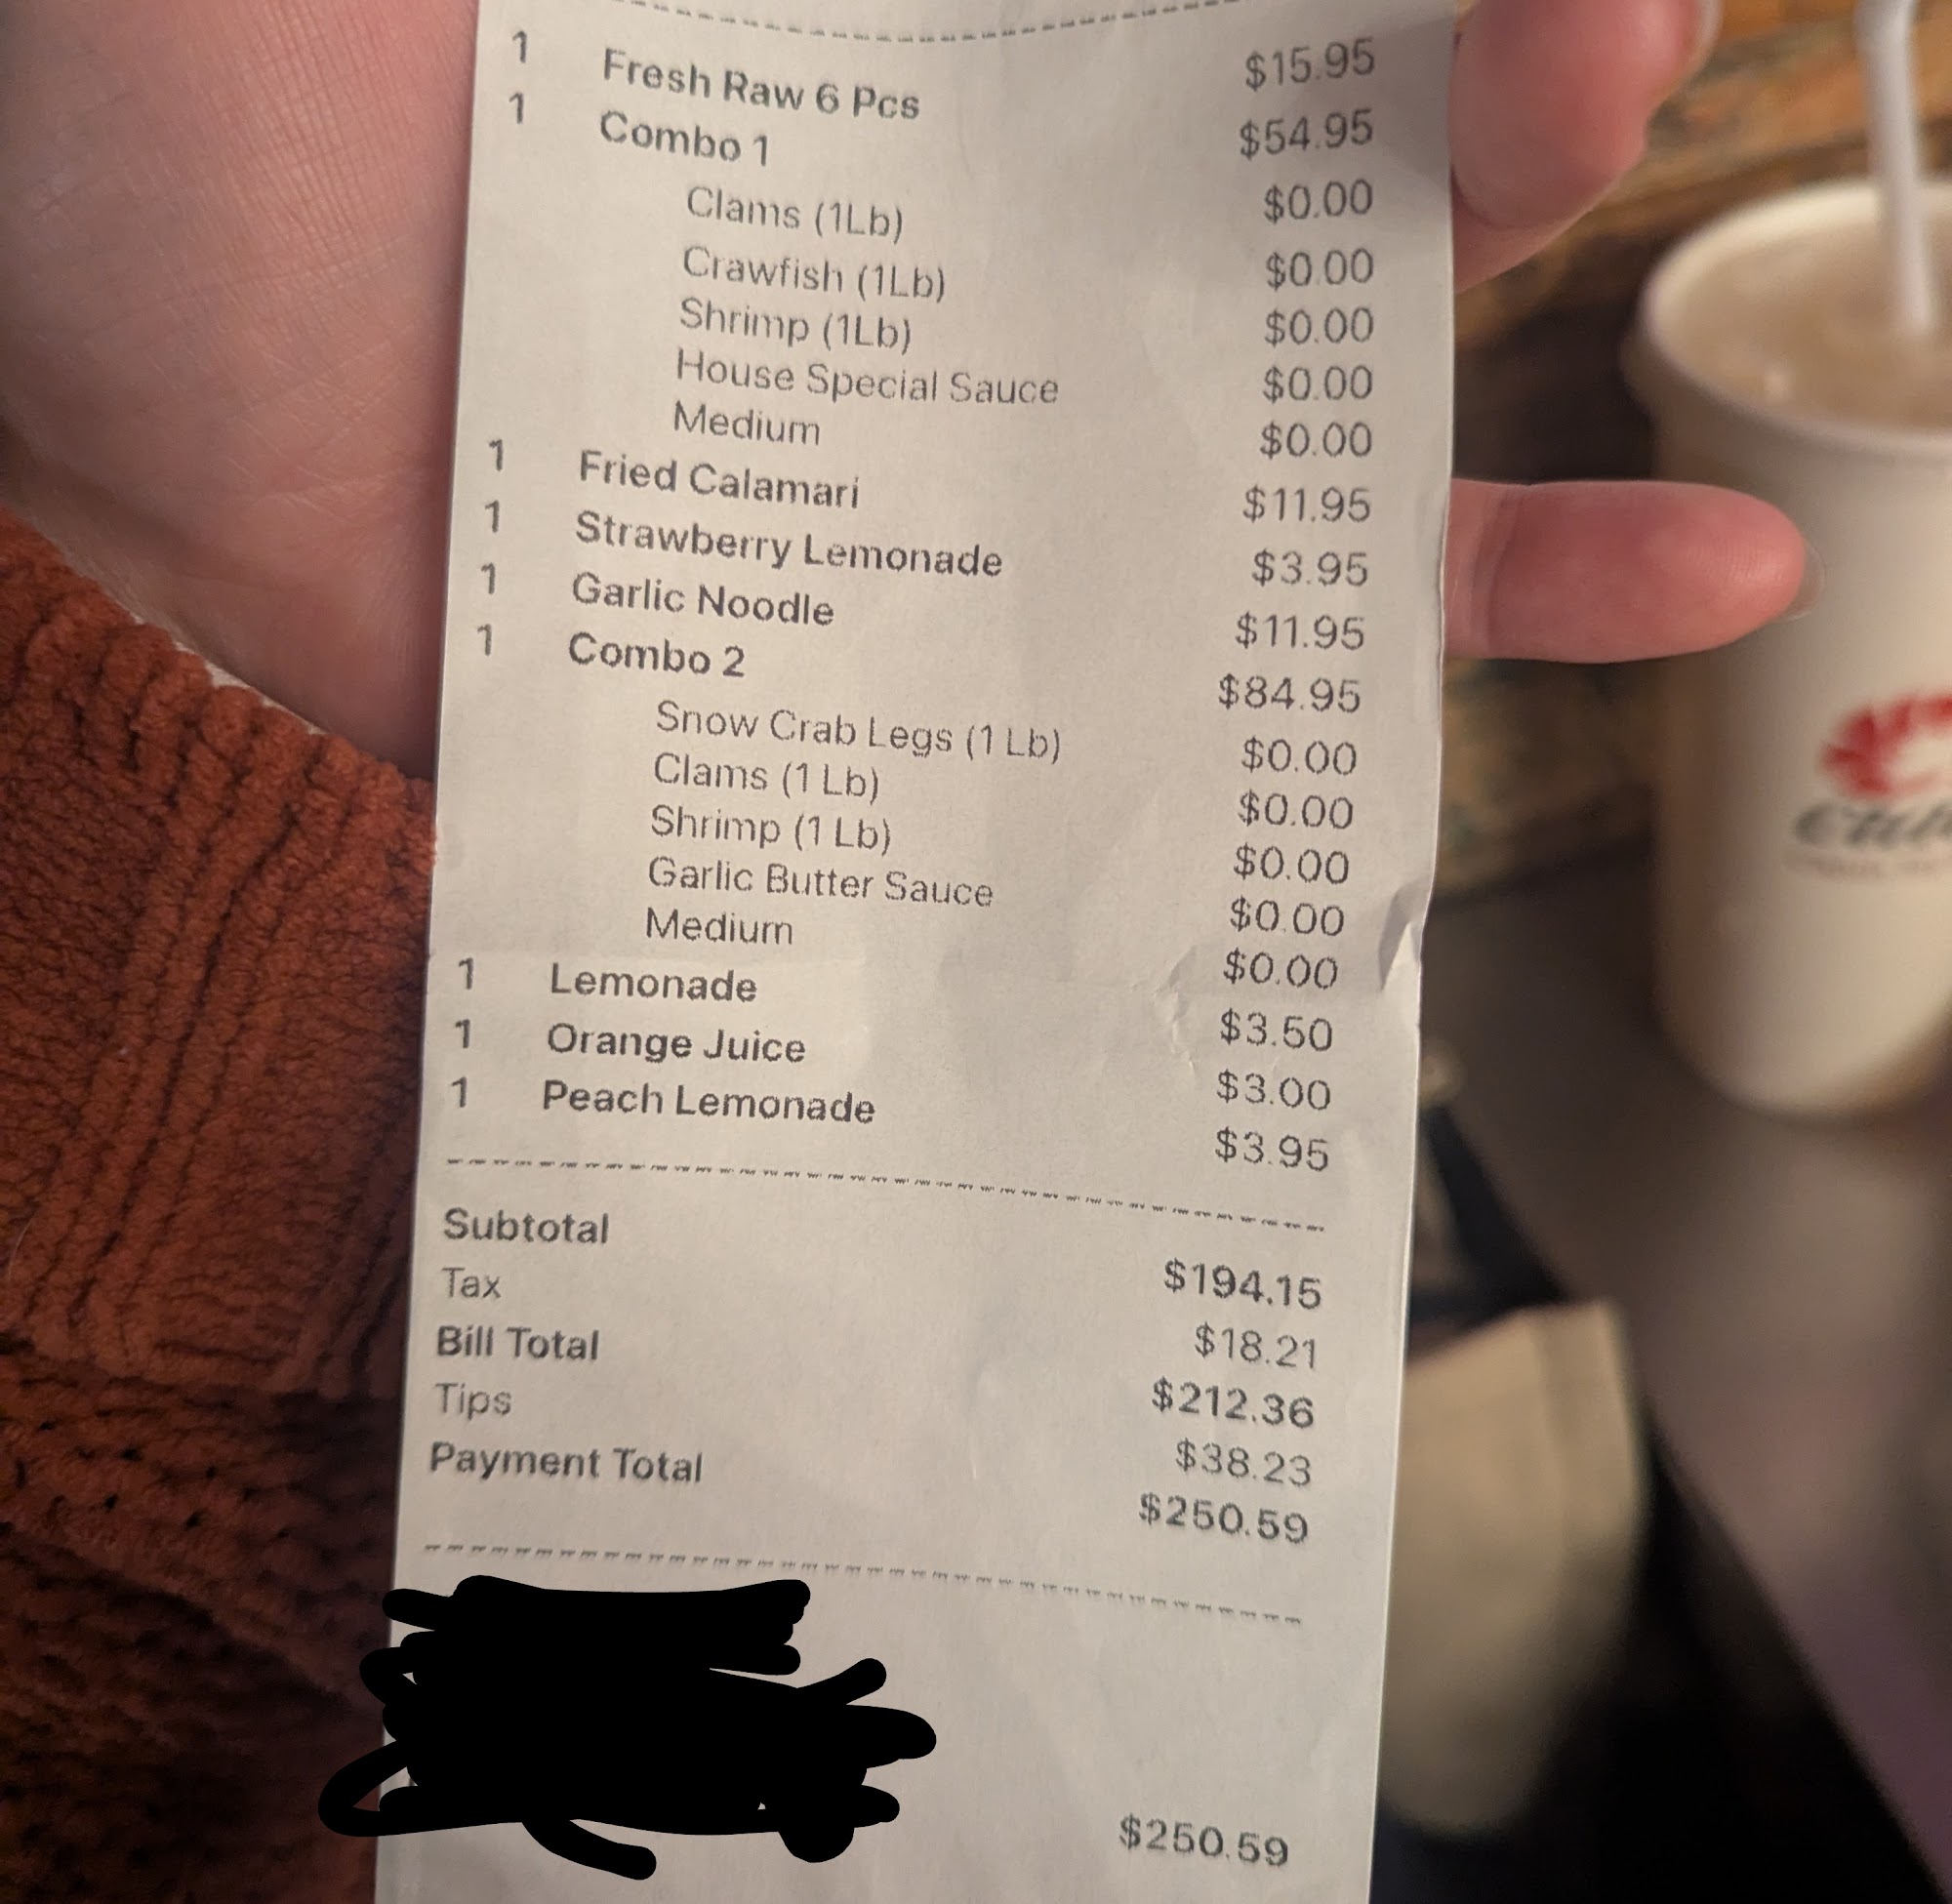 1 Fresh Raw 6 Pcs $15.95
1 Combo 1 $54.95
Clams (1Lb) $0.00
Crawfish (1Lb) $0.00
Shrimp (1Lb) $0.00
House Special Sauce $0.00
Medium $0.00
1 Fried Calamari $11.95
1 Strawberry Lemonade $3.95
1 Garlic Noodle $11.95
1 Combo 2 $84.95
Snow Crab Legs (1 Lb) $0.00
Clams (1 Lb) $0.00
Shrimp (1 Lb) $0.00
Garlic Butter Sauce $0.00
Medium $0.00
1 Lemonade $3.50
1 Orange Juice $3.00
1 Peach Lemonade $3.95
Subtotal $194.15
Tax $18.21
Bill Total $212.36
Tips $38.23
Payment Total $250.59
$250.59